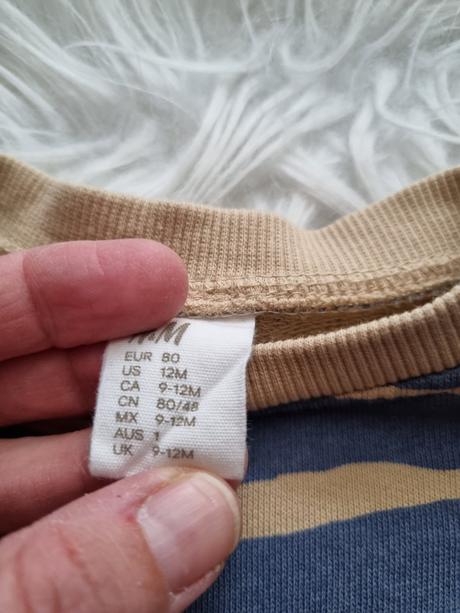 H&M
EUR 80
US 12M
CA 9-12M
CN 80/48
MX 9-12M
AUS 1
UK 9-12M